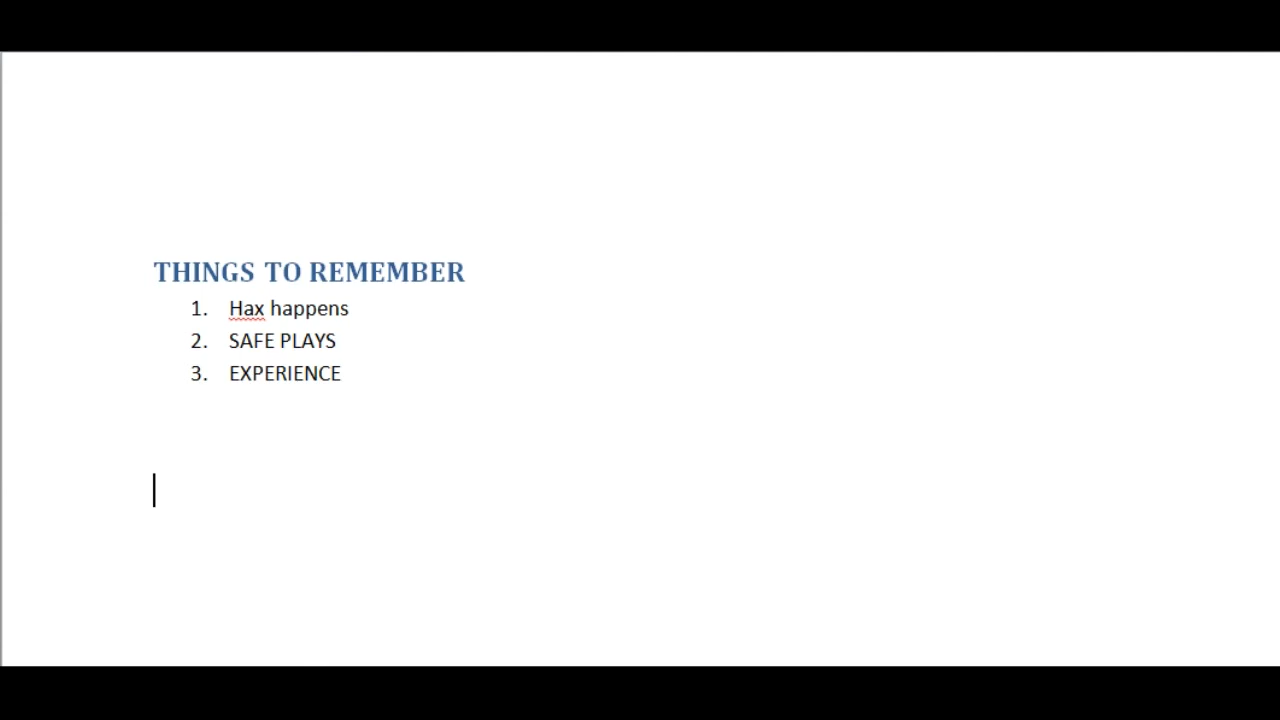 THINGS TO REMEMBER
1. Hax happens
2. SAFE PLAYS
3. EXPERIENCE